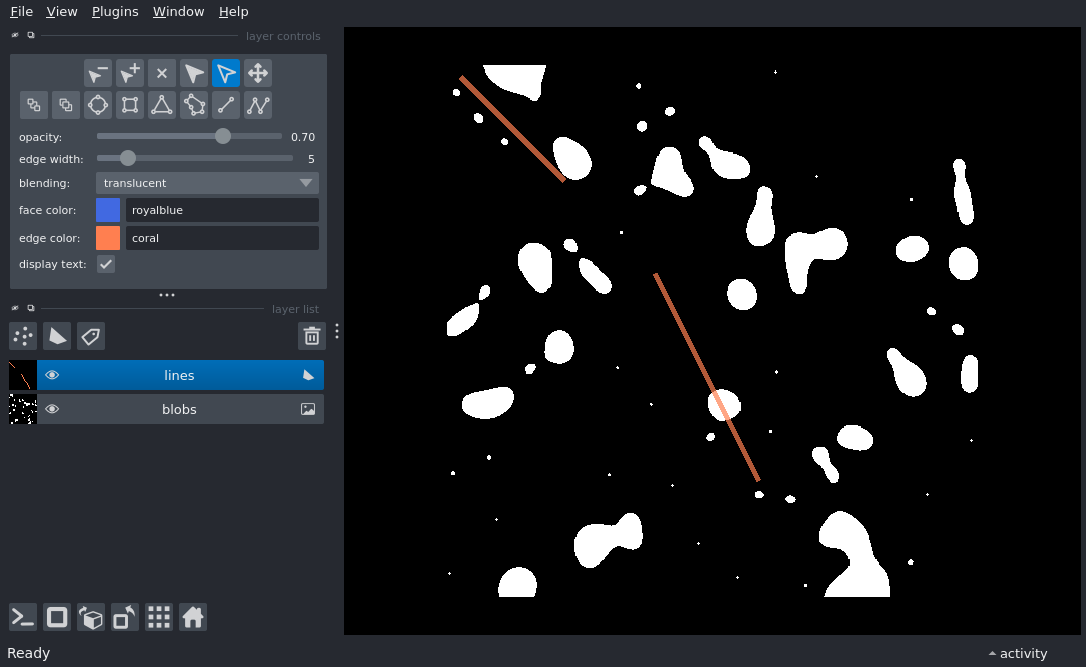 File View Plugins Window Help
layer controls
opacity: 0.70
edge width: 5
blending: translucent
face color: royalblue
edge color: coral
display text:
layer list
lines
blobs
Ready
activity